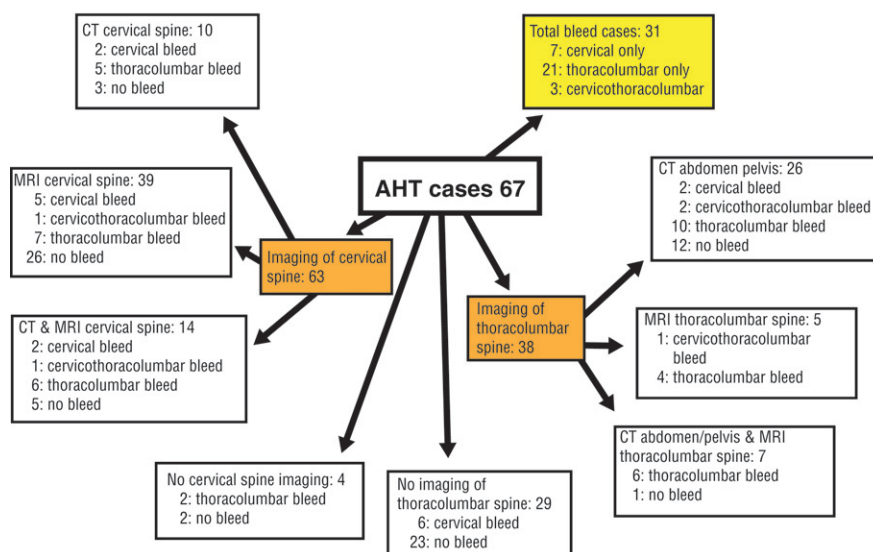 CT cervical spine: 10
2: cervical bleed
5: thoracolumbar bleed
3: no bleed
Total bleed cases: 31
7: cervical only
21: thoracolumbar only
3: cervicothoracolumbar
AHT cases 67
MRI cervical spine: 39
5: cervical bleed
1: cervicothoracolumbar bleed
7: thoracolumbar bleed
26: no bleed
CT abdomen pelvis: 26
2: cervical bleed
2: cervicothoracolumbar bleed
10: thoracolumbar bleed
12: no bleed
Imaging of cervical
spine: 63
Imaging of
thoracolumbar
spine: 38
CT & MRI cervical spine: 14
2: cervical bleed
1: cervicothoracolumbar bleed
6: thoracolumbar bleed
5: no bleed
MRI thoracolumbar spine: 5
1: cervicothoracolumbar
bleed
4: thoracolumbar bleed
CT abdomen/pelvis & MRI
thoracolumbar spine: 7
6: thoracolumbar bleed
1: no bleed
No cervical spine imaging: 4
2: thoracolumbar bleed
2: no bleed
No imaging of
thoracolumbar spine: 29
6: cervical bleed
23: no bleed